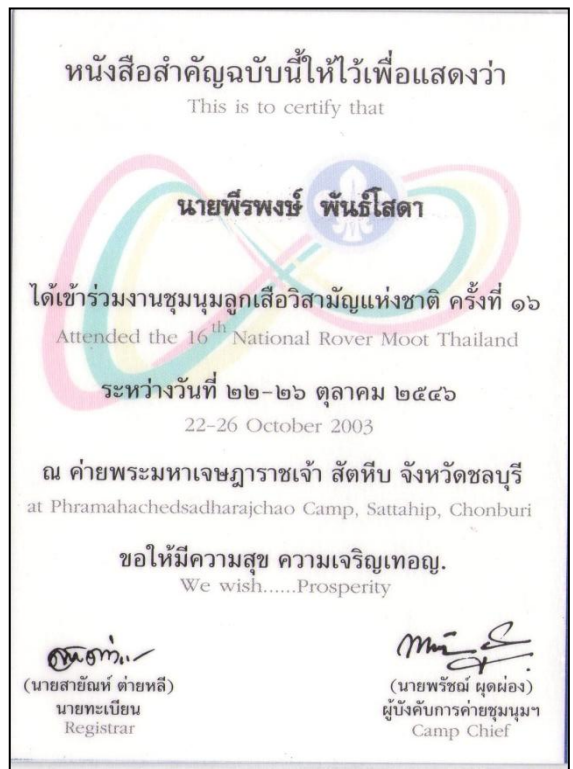 หนังสือสำคัญฉบับนี้ให้ไว้เพื่อแสดงว่า
This is to certify that
นายพีรพงษ์ พันธ์โสดา
ได้เข้าร่วมงานชุมนุมลูกเสือวิสามัญแห่งชาติ ครั้งที่ ๑๖
Attended the 16th National Rover Moot Thailand
ระหว่างวันที่ ๒๒-๒๖ ตุลาคม ๒๕๔๖
22-26 October 2003
ณ ค่ายพระมหาเจษฎาราชเจ้า สัตหีบ จังหวัดชลบุรี
at Phramahachedsadharajchao Camp, Sattahip, Chonburi
ขอให้มีความสุข ความเจริญเทอญ.
We wish......Prosperity
(นายสายัณห์ ต่ายหลี)
นายทะเบียน
Registrar
(นายพรัชณ์ ผุดผ่อง)
ผู้บังคับการค่ายชุมนุมฯ
Camp Chief